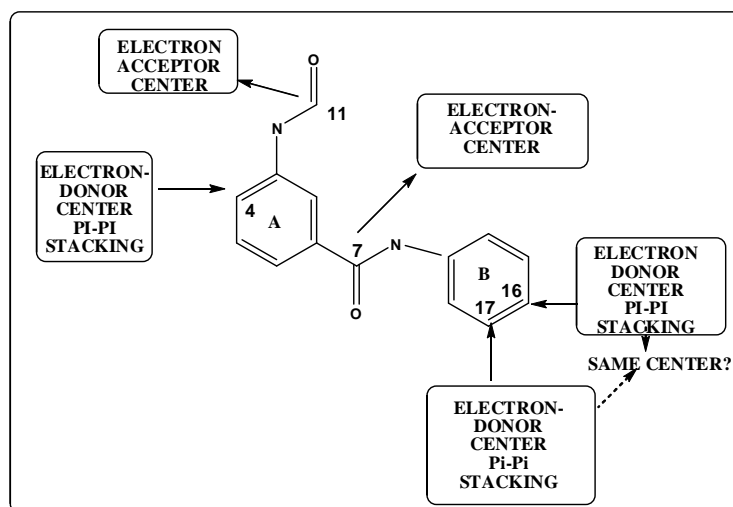 ELECTRON
ACCEPTOR
CENTER
O
11
N
ELECTRON-
ACCEPTOR
CENTER
ELECTRON-
DONOR
CENTER
PI-PI
STACKING
4
A
7
N
O
B
16
17
ELECTRON
DONOR
CENTER
PI-PI
STACKING
SAME CENTER?
ELECTRON-
DONOR
CENTER
Pi-Pi
STACKING